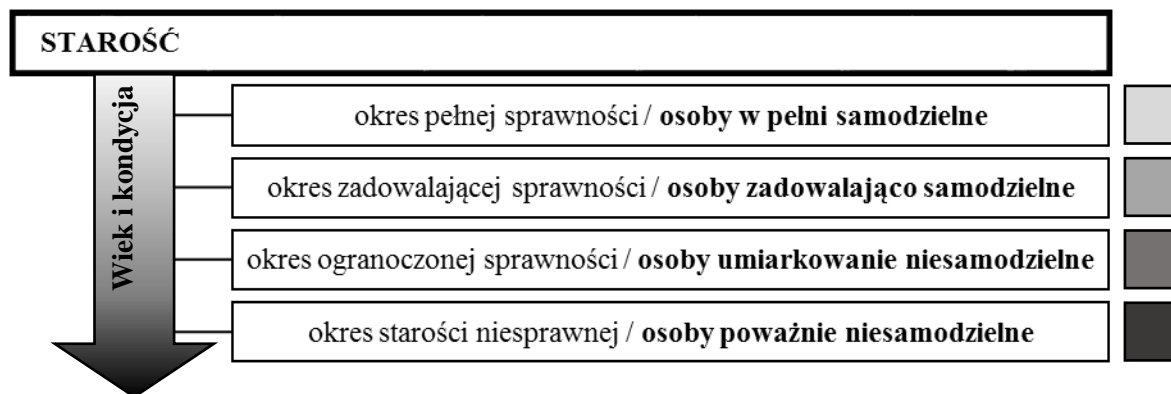 STAROŚĆ
Wiek i kondycja
okres pełnej sprawności / osoby w pełni samodzielne
okres zadowalającej sprawności / osoby zadowalająco samodzielne
okres ogranoczonej sprawności / osoby umiarkowanie niesamodzielne
okres starości niesprawnej / osoby poważnie niesamodzielne